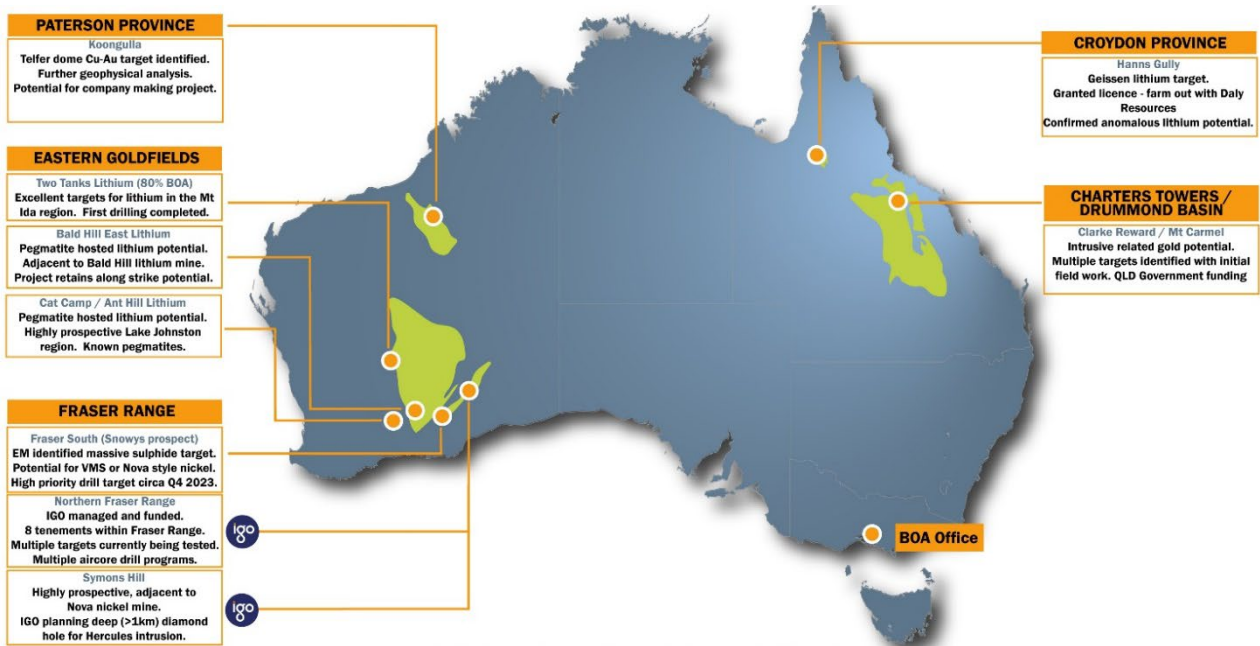 PATERSON PROVINCE
Koongulla
Telfer dome Cu-Au target identified.
Further geophysical analysis.
Potential for company making project.
EASTERN GOLDFIELDS
Two Tanks Lithium (80% BOA)
Excellent targets for lithium in the Mt
Ida region. First drilling completed.
Bald Hill East Lithium
Pegmatite hosted lithium potential.
Adjacent to Bald Hill lithium mine.
Project retains along strike potential.
Cat Camp / Ant Hill Lithium
Pegmatite hosted lithium potential.
Highly prospective Lake Johnston
region. Known pegmatites.
FRASER RANGE
Fraser South (Snowys prospect)
EM identified massive sulphide target.
Potential for VMS or Nova style nickel.
High priority drill target circa Q4 2023.
Northern Fraser Range
IGO managed and funded.
8 tenements within Fraser Range.
Multiple targets currently being tested.
Multiple aircore drill programs.
igo
Symons Hill
Highly prospective, adjacent to
Nova nickel mine.
IGO planning deep (>1km) diamond
hole for Hercules intrusion.
igo
CROYDON PROVINCE
Hanns Gully
Geissen lithium target.
Granted licence - farm out with Daly
Resources
Confirmed anomalous lithium potential.
CHARTERS TOWERS /
DRUMMOND BASIN
Clarke Reward / Mt Carmel
Intrusive related gold potential.
Multiple targets identified with initial
field work. QLD Government funding
BOA Office